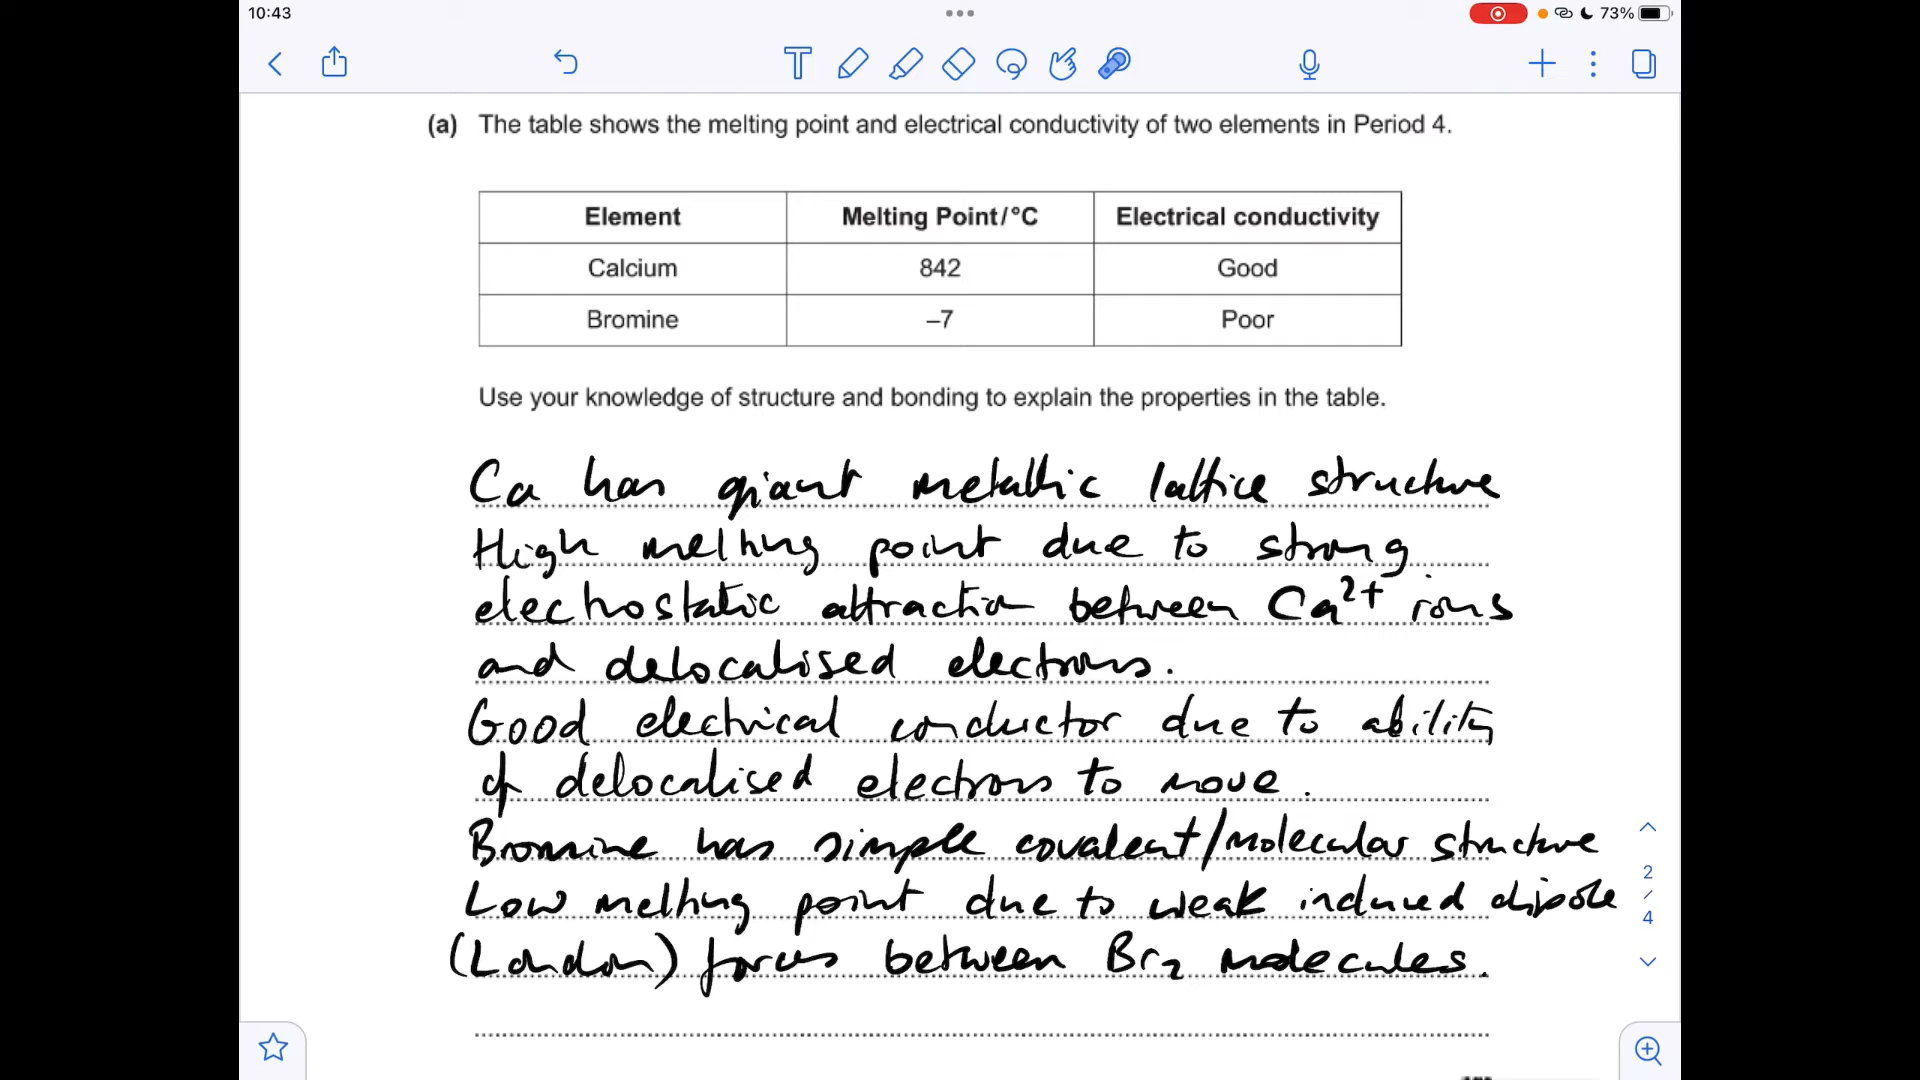 10:43
73%
(a) The table shows the melting point and electrical conductivity of two elements in Period 4.
Element Melting Point/°C Electrical conductivity
Calcium 842 Good
Bromine –7 Poor
Use your knowledge of structure and bonding to explain the properties in the table.
Ca has giant metallic lattice structure
High melting point due to strong
electrostatic attraction between Ca²⁺ ions
and delocalised electrons.
Good electrical conductor due to ability
of delocalised electrons to move.
Bromine has simple covalent/molecular structure
Low melting point due to weak induced dipole
(London) forces between Br₂ molecules.
2
/
4